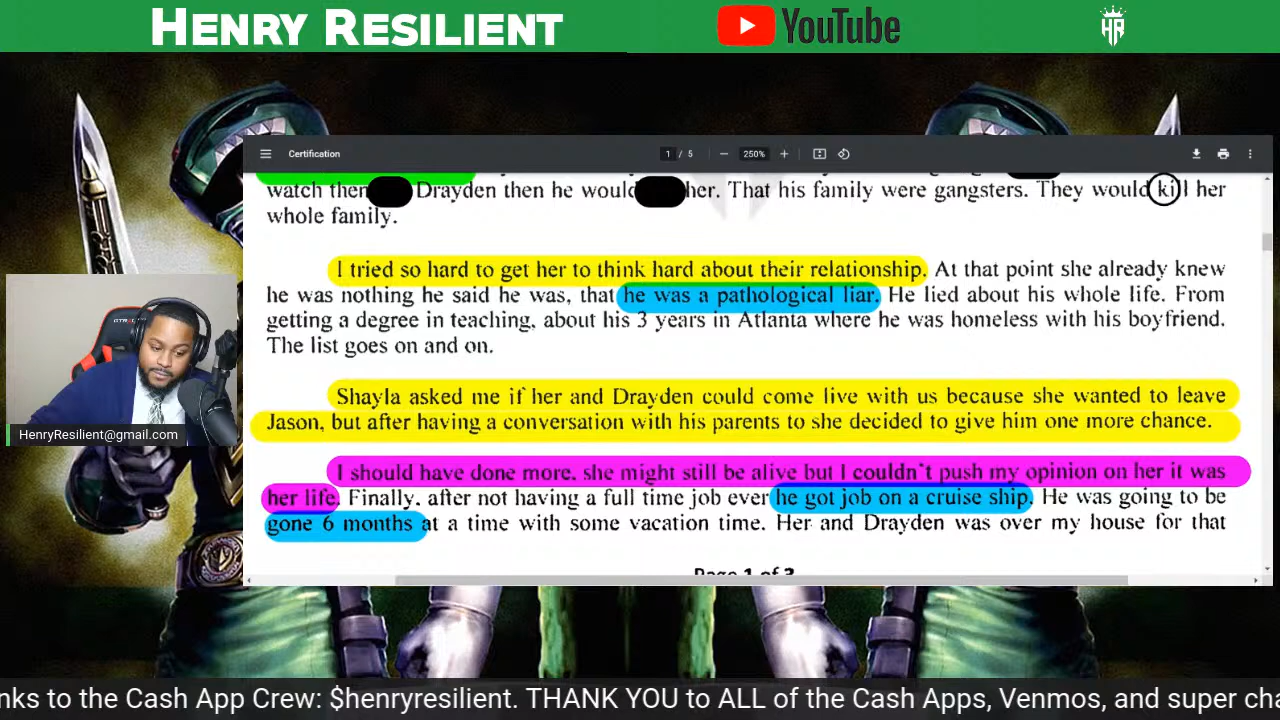 HENRY RESILIENT
YouTube
HR
Certification
1 / 5
250%
watch then Drayden then he would her. That his family were gangsters. They would kill her
whole family.
I tried so hard to get her to think hard about their relationship. At that point she already knew
he was nothing he said he was, that he was a pathological liar. He lied about his whole life. From
getting a degree in teaching, about his 3 years in Atlanta where he was homeless with his boyfriend.
The list goes on and on.
Shayla asked me if her and Drayden could come live with us because she wanted to leave
Jason, but after having a conversation with his parents to she decided to give him one more chance.
I should have done more, she might still be alive but I couldn't push my opinion on her it was
her life. Finally, after not having a full time job ever he got job on a cruise ship. He was going to be
gone 6 months at a time with some vacation time. Her and Drayden was over my house for that
Page 1 of 3
HenryResilient@gmail.com
nks to the Cash App Crew: $henryresilient. THANK YOU to ALL of the Cash Apps, Venmos, and super cha